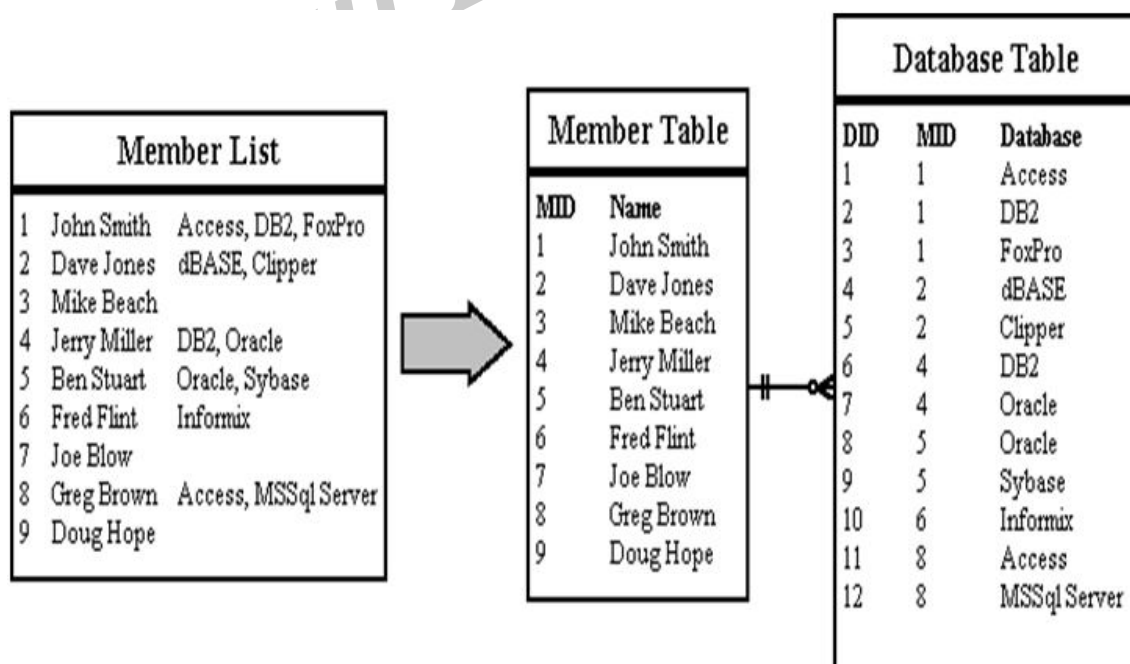 Member List
1 John Smith Access, DB2, FoxPro
2 Dave Jones dBASE, Clipper
3 Mike Beach
4 Jerry Miller DB2, Oracle
5 Ben Stuart Oracle, Sybase
6 Fred Flint Informix
7 Joe Blow
8 Greg Brown Access, MSSql Server
9 Doug Hope
Member Table
MID Name
1 John Smith
2 Dave Jones
3 Mike Beach
4 Jerry Miller
5 Ben Stuart
6 Fred Flint
7 Joe Blow
8 Greg Brown
9 Doug Hope
Database Table
DID MID Database
1 1 Access
2 1 DB2
3 1 FoxPro
4 2 dBASE
5 2 Clipper
6 4 DB2
7 4 Oracle
8 5 Oracle
9 5 Sybase
10 6 Informix
11 8 Access
12 8 MSSql Server